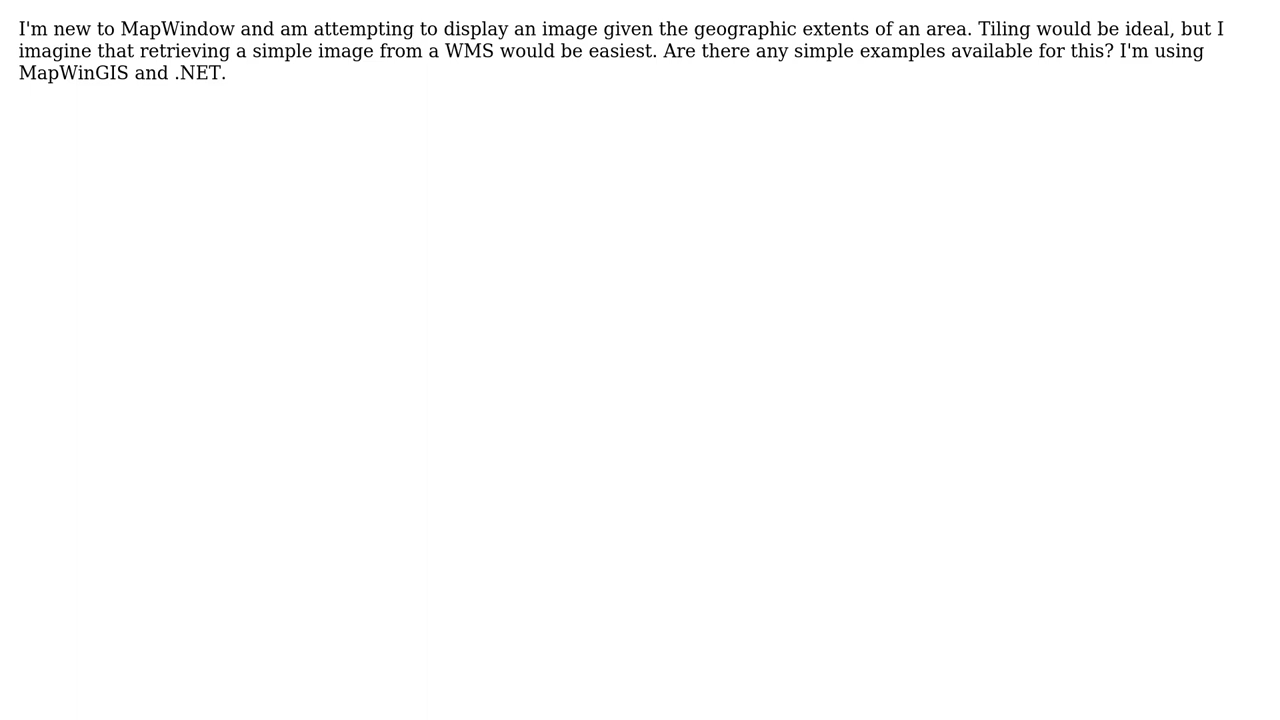 I'm new to MapWindow and am attempting to display an image given the geographic extents of an area. Tiling would be ideal, but I
imagine that retrieving a simple image from a WMS would be easiest. Are there any simple examples available for this? I'm using
MapWinGIS and .NET.